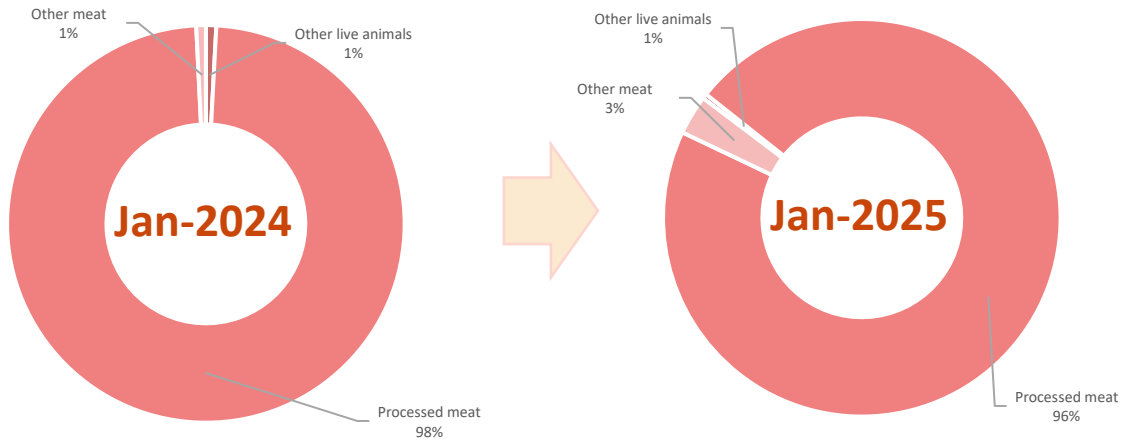 Other meat
1%
Other live animals
1%
Jan-2024
Processed meat
98%
Other live animals
1%
Other meat
3%
Jan-2025
Processed meat
96%